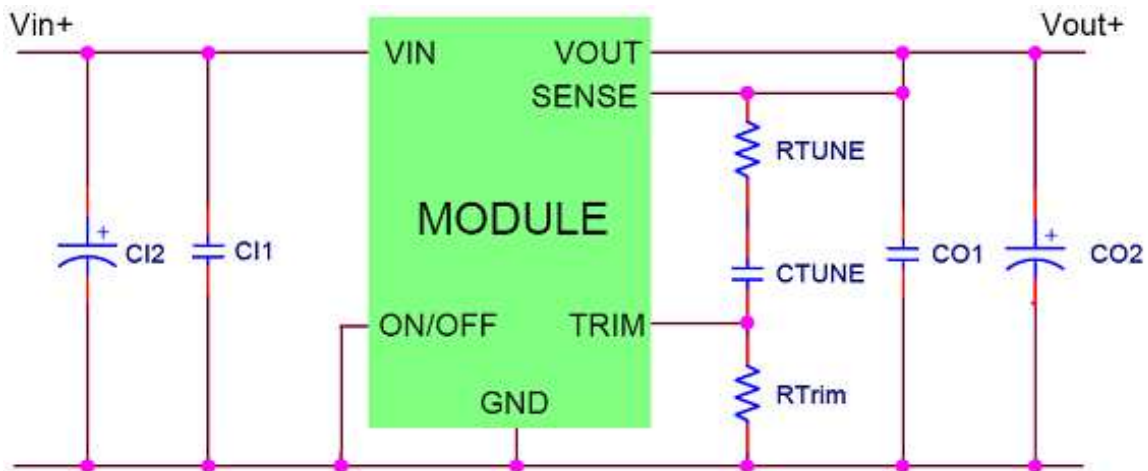 Vin+
Vout+
VIN
VOUT
SENSE
RTUNE
MODULE
+
CI2
CI1
CTUNE
CO1
+
CO2
ON/OFF
TRIM
RTrim
GND